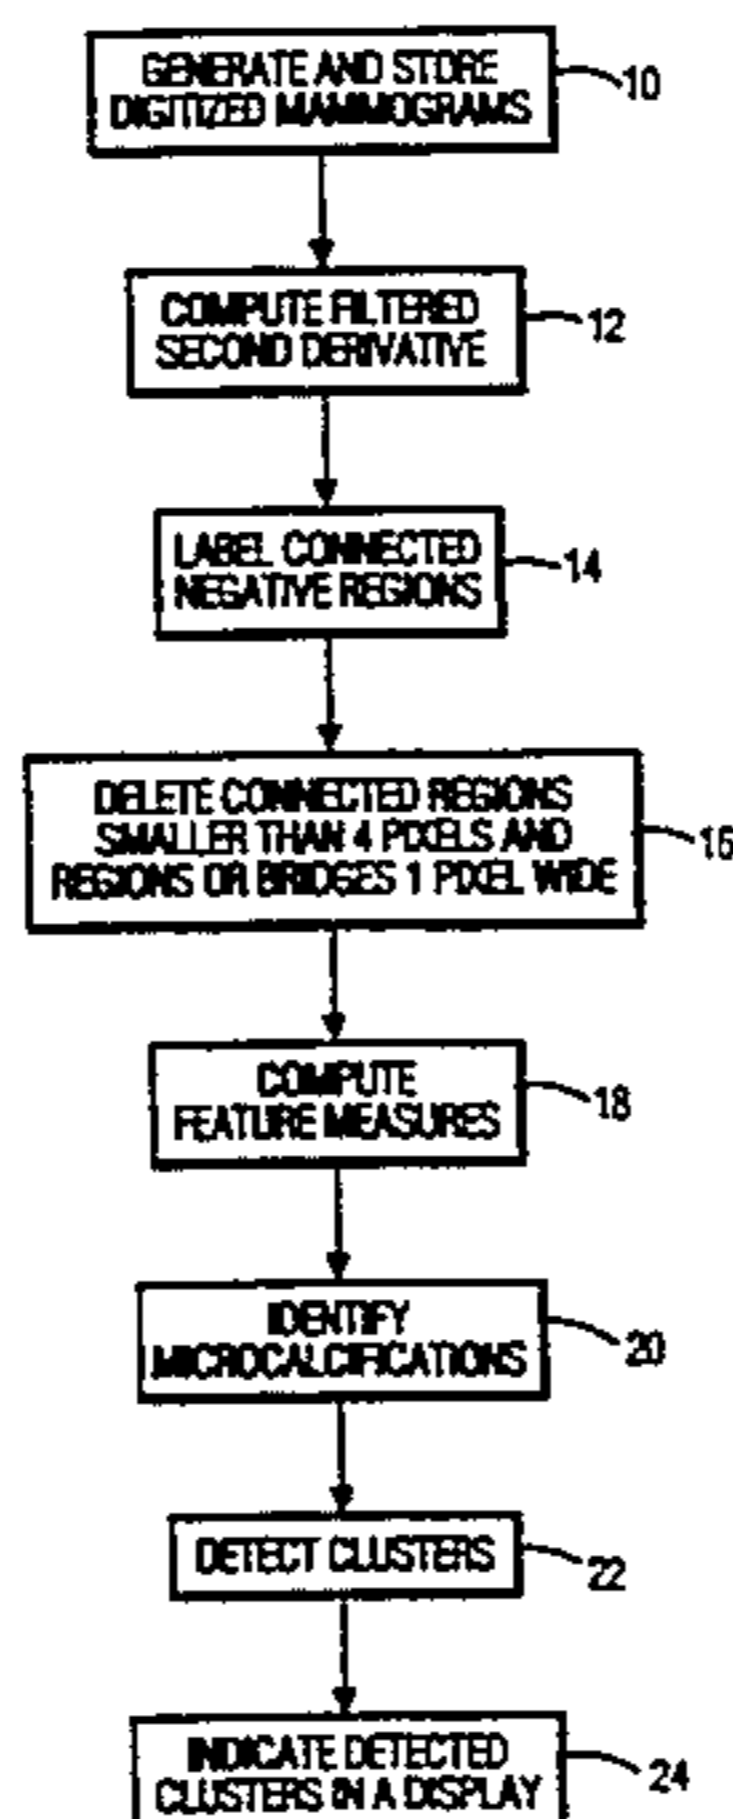 GENERATE AND STORE
DIGITIZED MAMMOGRAMS
10
COMPUTE FILTERED
SECOND DERIVATIVE
12
LABEL CONNECTED
NEGATIVE REGIONS
14
DELETE CONNECTED REGIONS
SMALLER THAN 4 PIXELS AND
REGIONS OR BRIDGES 1 PIXEL WIDE
16
COMPUTE
FEATURE MEASURES
18
IDENTIFY
MICROCALCIFICATIONS
20
DETECT CLUSTERS
22
INDICATE DETECTED
CLUSTERS IN A DISPLAY
24